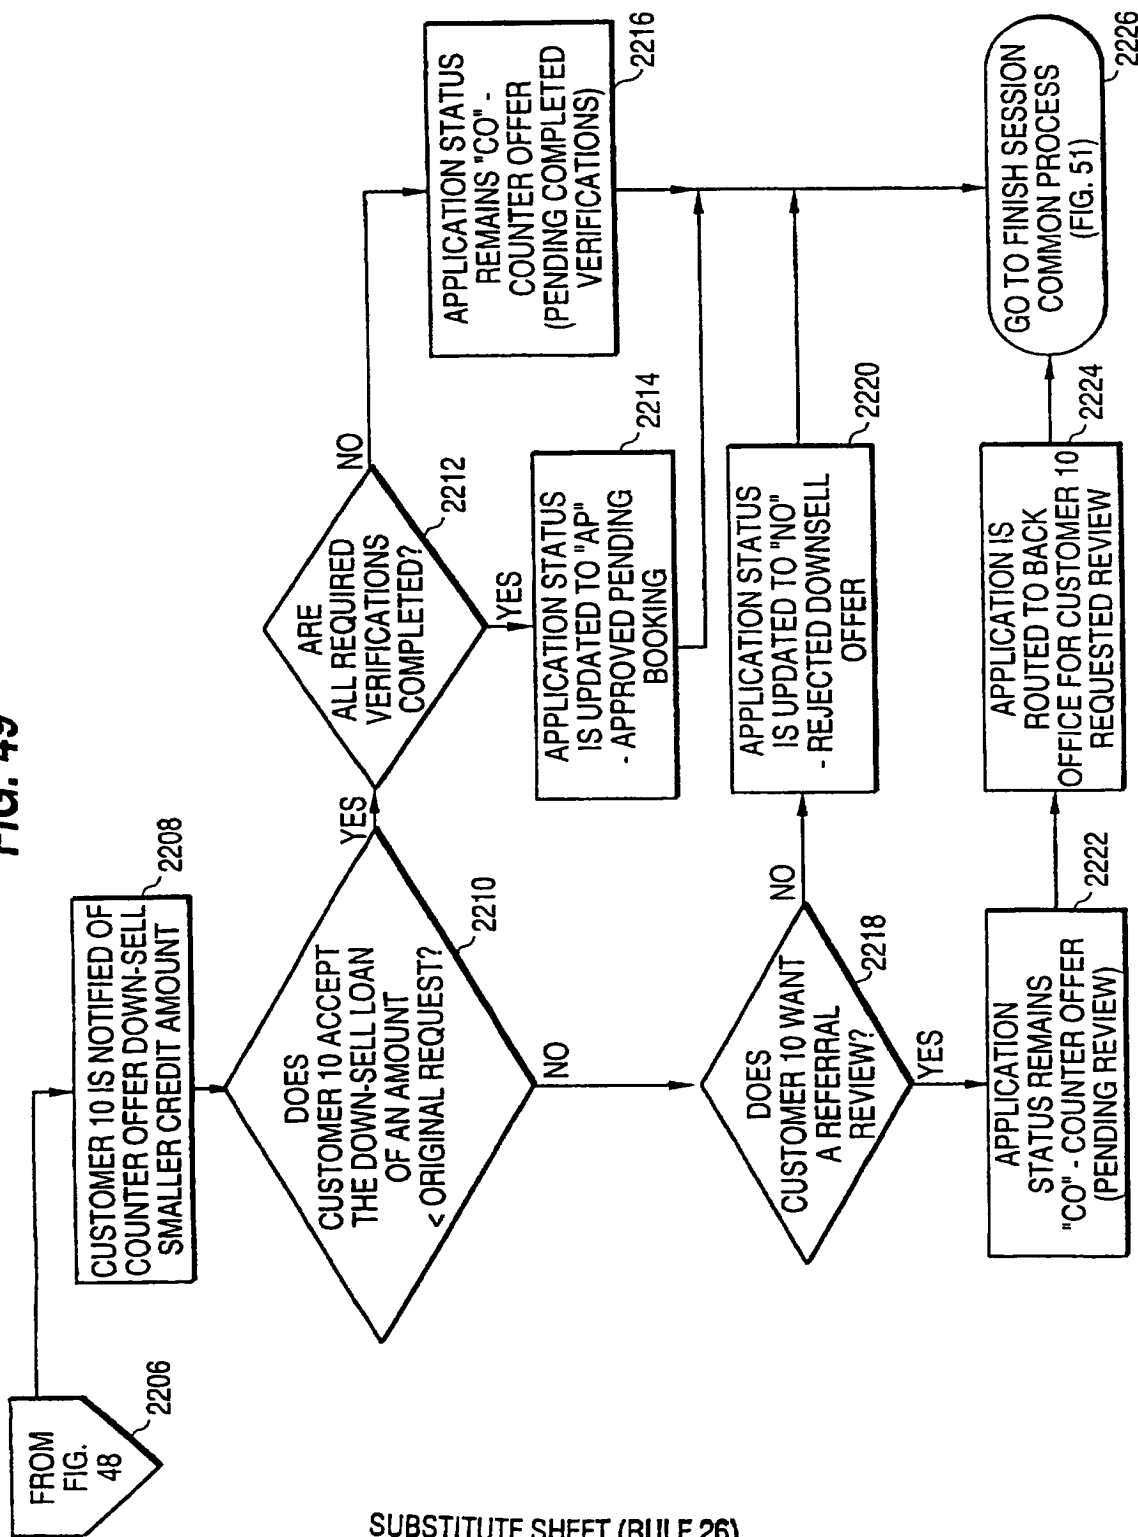 FIG. 49
FROM
FIG.
48
2206
CUSTOMER 10 IS NOTIFIED OF
COUNTER OFFER DOWN-SELL
SMALLER CREDIT AMOUNT
2208
DOES
CUSTOMER 10 ACCEPT
THE DOWN-SELL LOAN
OF AN AMOUNT
< ORIGINAL REQUEST?
2210
YES
NO
ARE
ALL REQUIRED
VERIFICATIONS
COMPLETED?
2212
NO
YES
APPLICATION STATUS
IS UPDATED TO "AP"
- APPROVED PENDING
BOOKING
2214
APPLICATION STATUS
REMAINS "CO" -
COUNTER OFFER
(PENDING COMPLETED
VERIFICATIONS)
2216
DOES
CUSTOMER 10 WANT
A REFERRAL
REVIEW?
2218
NO
YES
APPLICATION STATUS
IS UPDATED TO "NO"
- REJECTED DOWNSELL
OFFER
2220
APPLICATION
STATUS REMAINS
"CO" - COUNTER OFFER
(PENDING REVIEW)
2222
APPLICATION IS
ROUTED TO BACK
OFFICE FOR CUSTOMER 10
REQUESTED REVIEW
2224
GO TO FINISH SESSION
COMMON PROCESS
(FIG. 51)
2226
SUBSTITUTE SHEET (RULE 26)